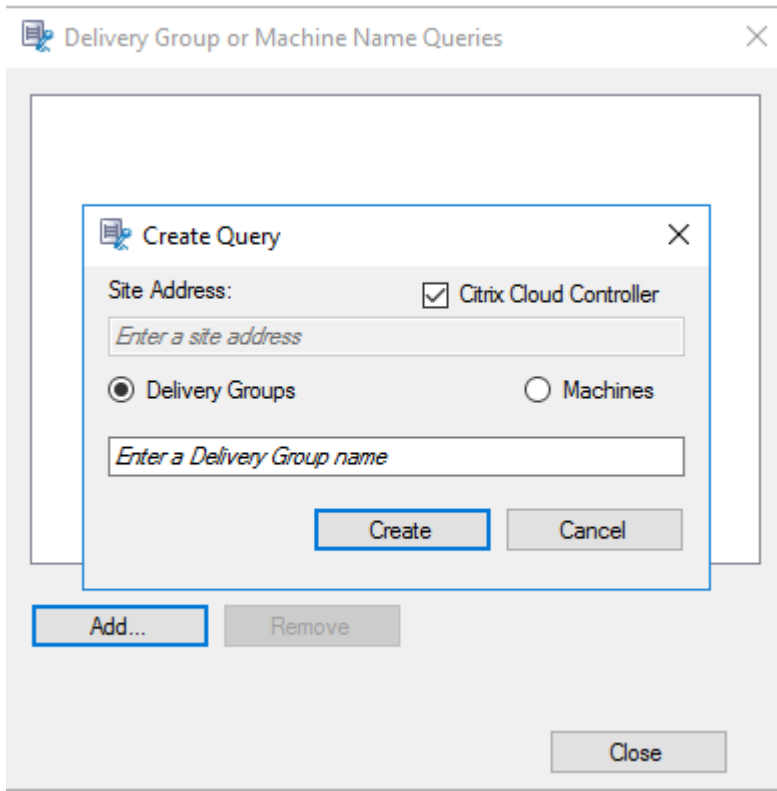 Delivery Group or Machine Name Queries
Create Query
Site Address:
Citrix Cloud Controller
Enter a site address
Delivery Groups
Machines
Enter a Delivery Group name
Create
Cancel
Add...
Remove
Close